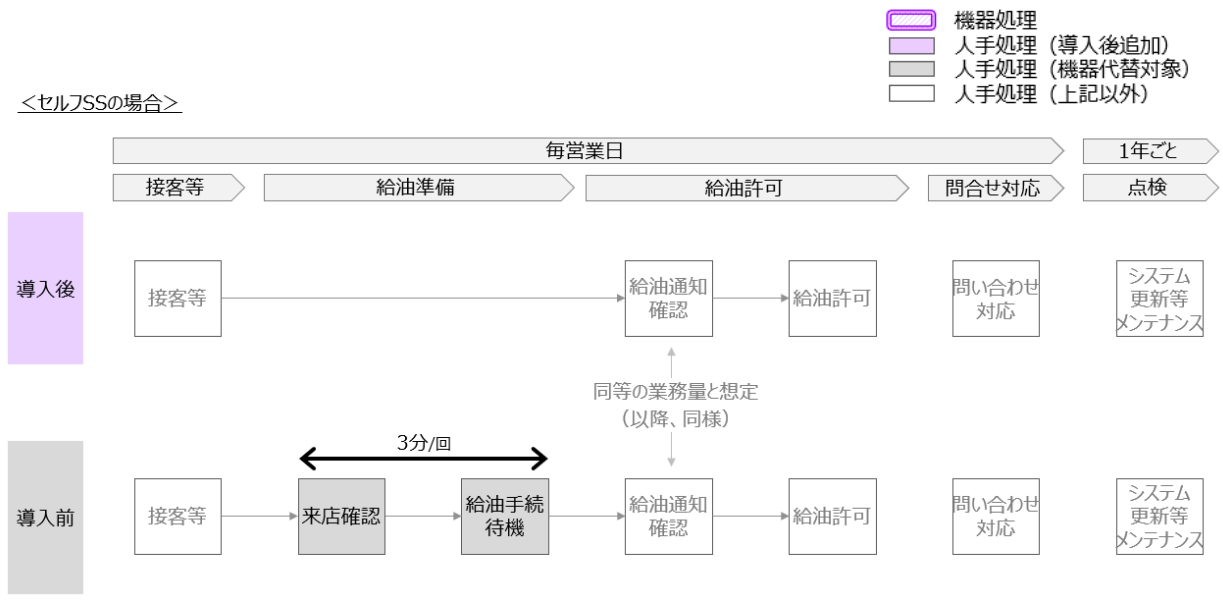 機器処理
人手処理（導入後追加）
人手処理（機器代替対象）
人手処理（上記以外）
＜セルフSSの場合＞
毎営業日
1年ごと
接客等
給油準備
給油許可
問合せ対応
点検
導入後
接客等
給油通知
確認
給油許可
問い合わせ
対応
システム
更新等
メンテナンス
同等の業務量と想定
（以降、同様）
3分/回
導入前
接客等
来店確認
給油手続
待機
給油通知
確認
給油許可
問い合わせ
対応
システム
更新等
メンテナンス